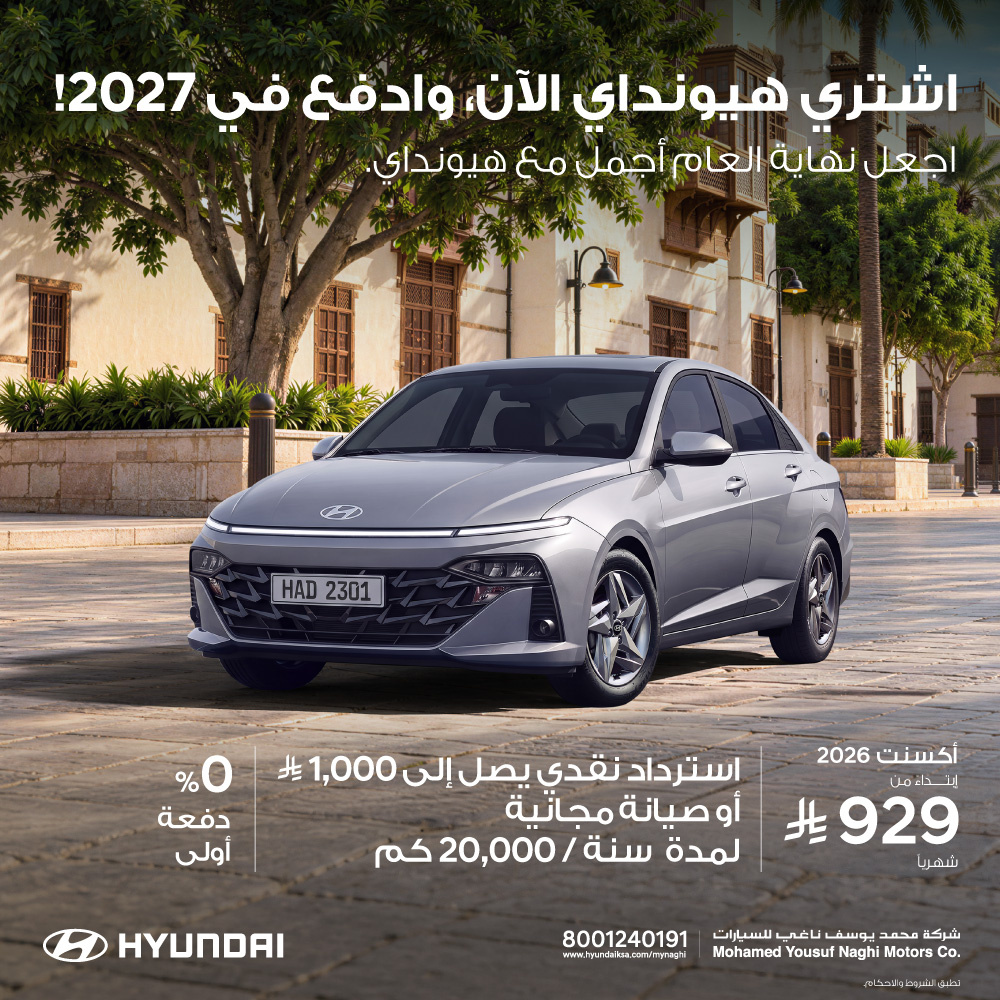 اشتري هيونداي الآن، وادفع في 2027!
اجعل نهاية العام أجمل مع هيونداي.
HAD 2301
أكسنت 2026
إبتداءً من
929
شهرياً
استرداد نقدي يصل إلى 1,000
أو صيانة مجانية
لمدة سنة / 20,000 كم
0%
دفعة
أولى
HYUNDAI
8001240191
www.hyundaiksa.com/mynaghi
شركة محمد يوسف ناغي للسيارات
Mohamed Yousuf Naghi Motors Co.
تطبق الشروط والاحكام.